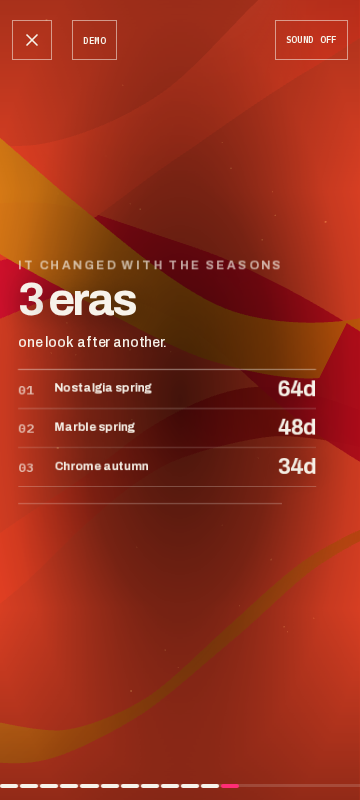 DEMO
SOUND OFF
IT CHANGED WITH THE SEASONS
3 eras
one look after another.
01 Nostalgia spring 64d
02 Marble spring 48d
03 Chrome autumn 34d